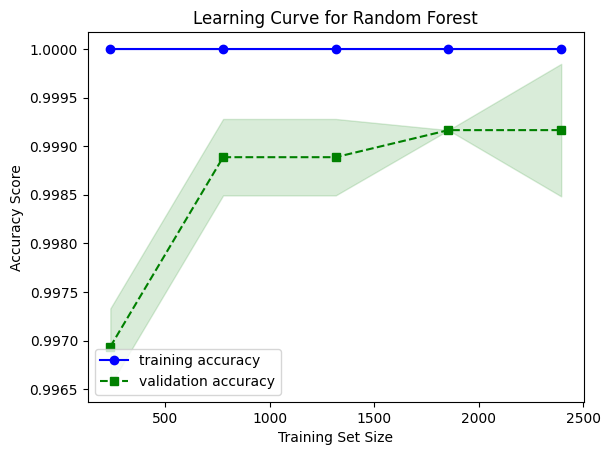 Learning Curve for Random Forest
Accuracy Score
1.0000
0.9995
0.9990
0.9985
0.9980
0.9975
0.9970
0.9965
training accuracy
validation accuracy
500
1000
1500
2000
2500
Training Set Size